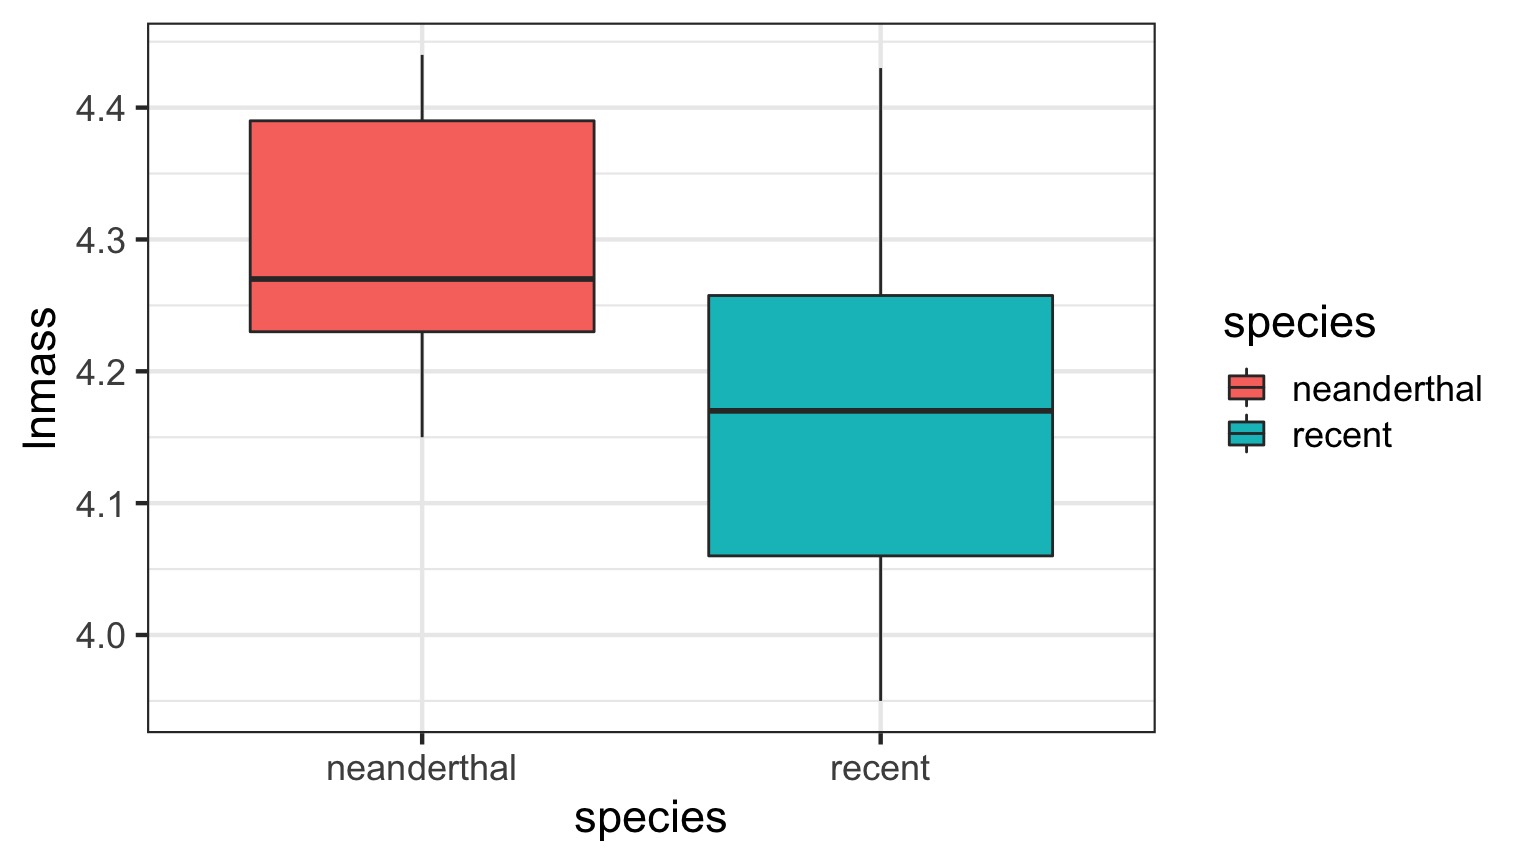 lnmass
4.4
4.3
4.2
4.1
4.0
neanderthal
recent
species
species
neanderthal
recent